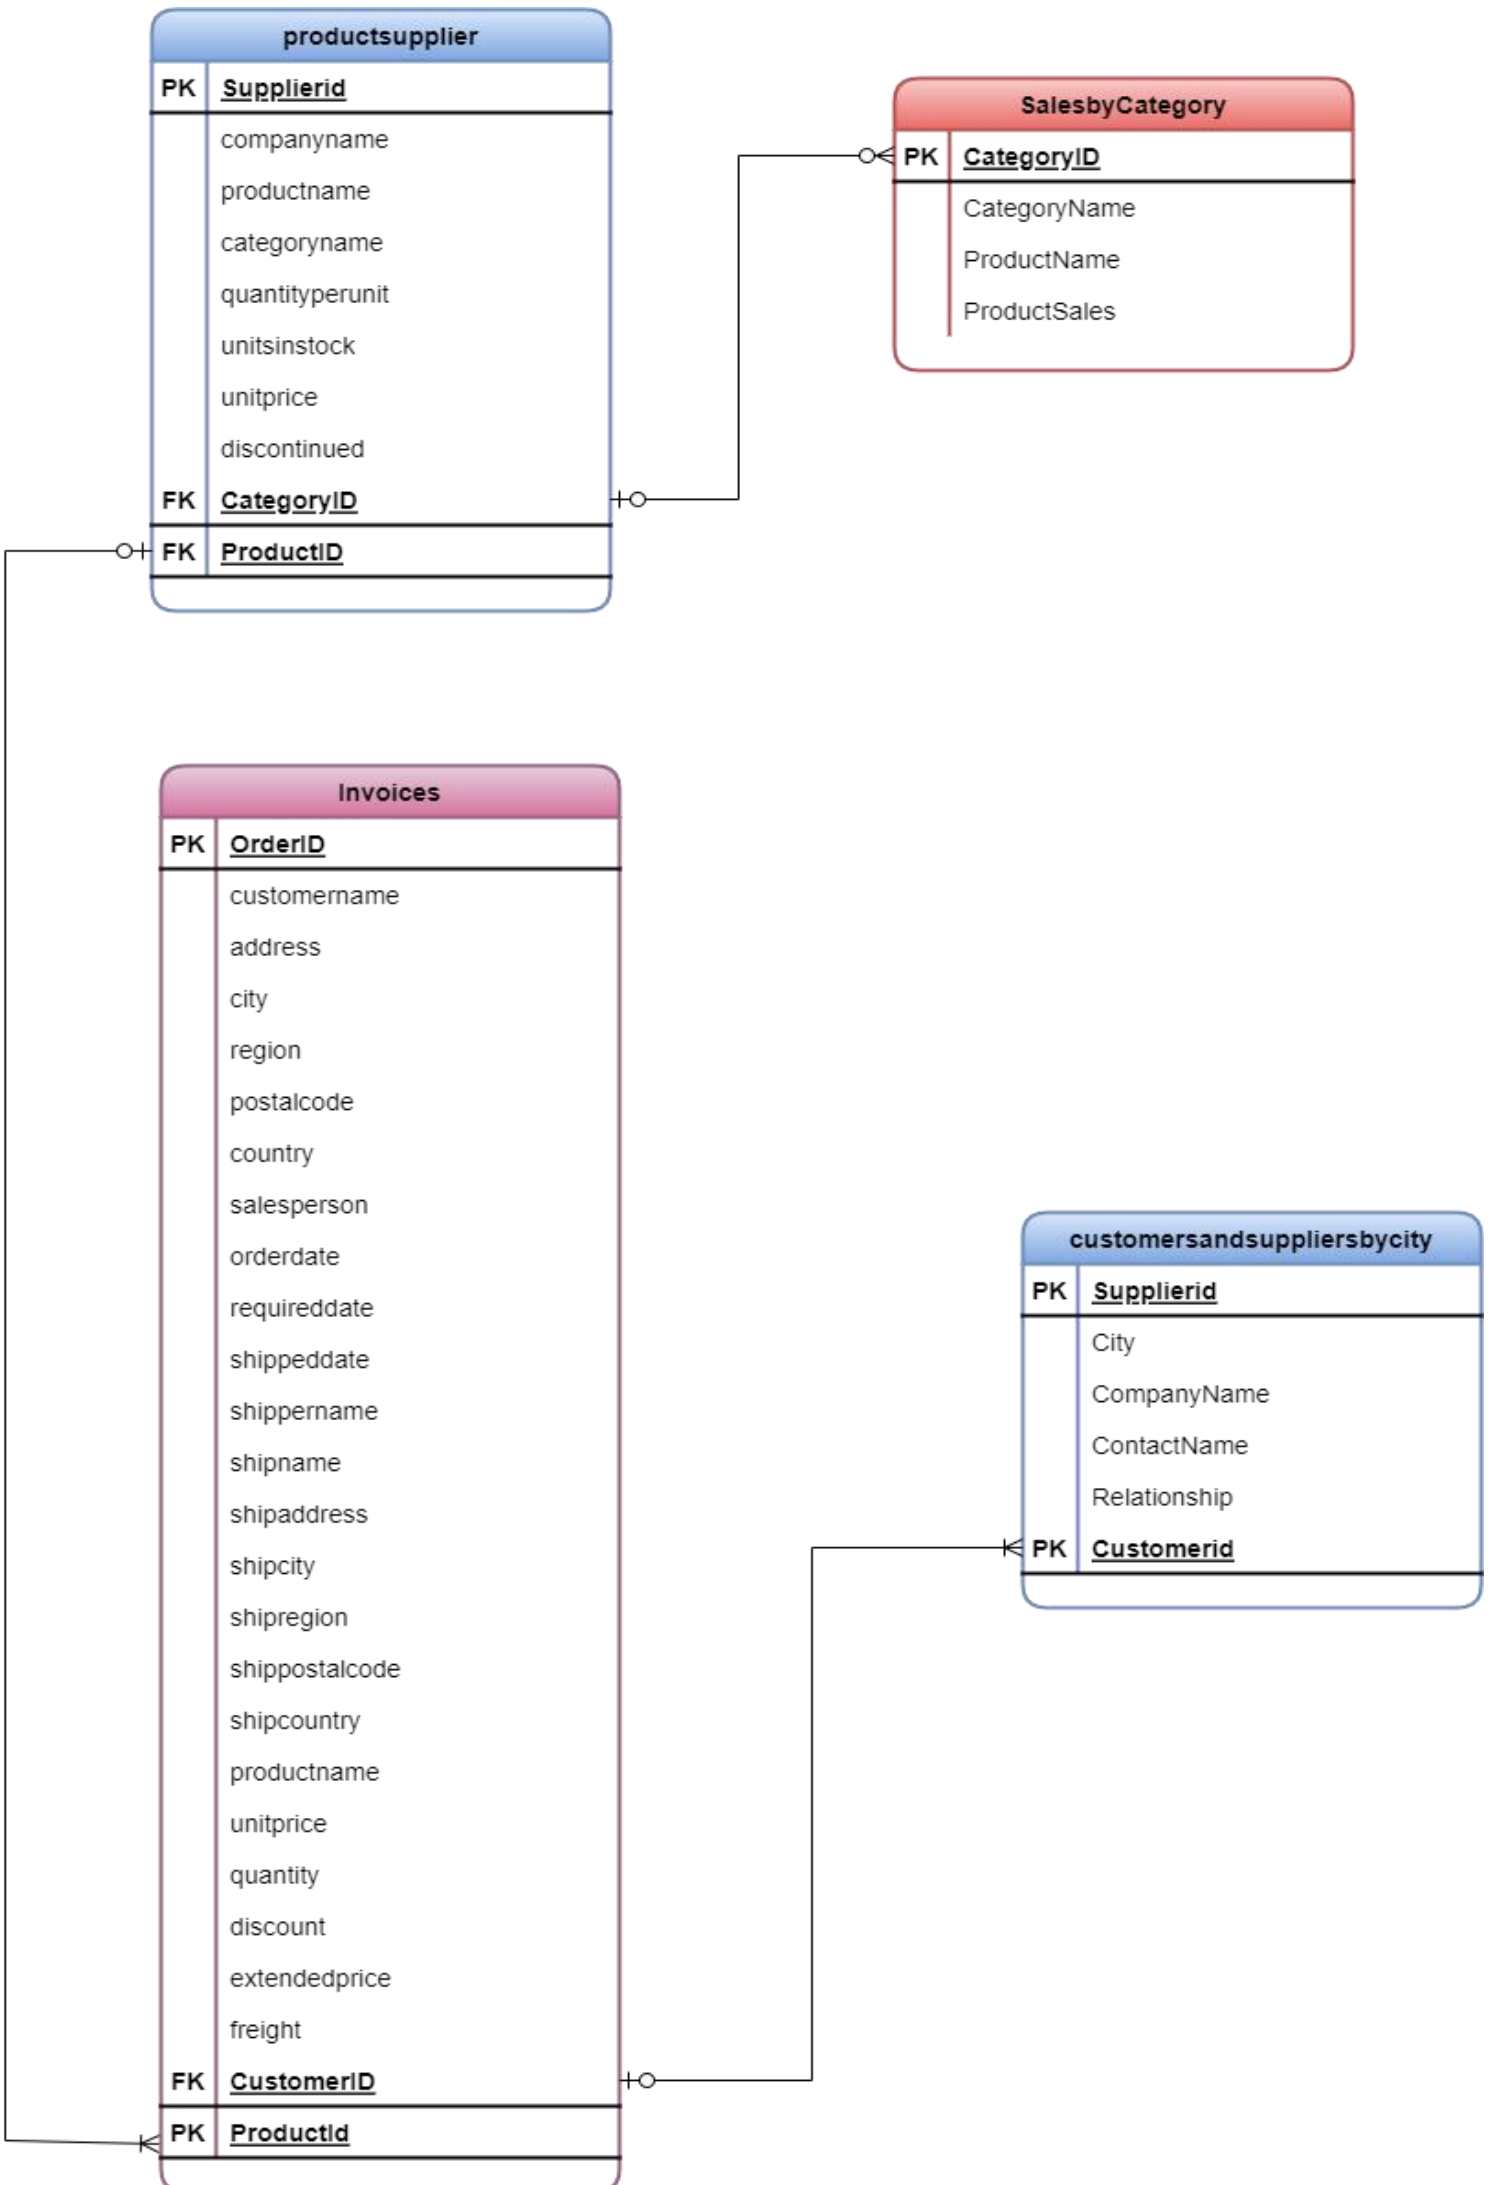 productsupplier
PK Supplierid
companyname
productname
categoryname
quantityperunit
unitsinstock
unitprice
discontinued
FK CategoryID
FK ProductID
SalesbyCategory
PK CategoryID
CategoryName
ProductName
ProductSales
Invoices
PK OrderID
customername
address
city
region
postalcode
country
salesperson
orderdate
requireddate
shippeddate
shippername
shipname
shipaddress
shipcity
shipregion
shippostalcode
shipcountry
productname
unitprice
quantity
discount
extendedprice
freight
FK CustomerID
PK ProductId
customersandsuppliersbycity
PK Supplierid
City
CompanyName
ContactName
Relationship
PK Customerid